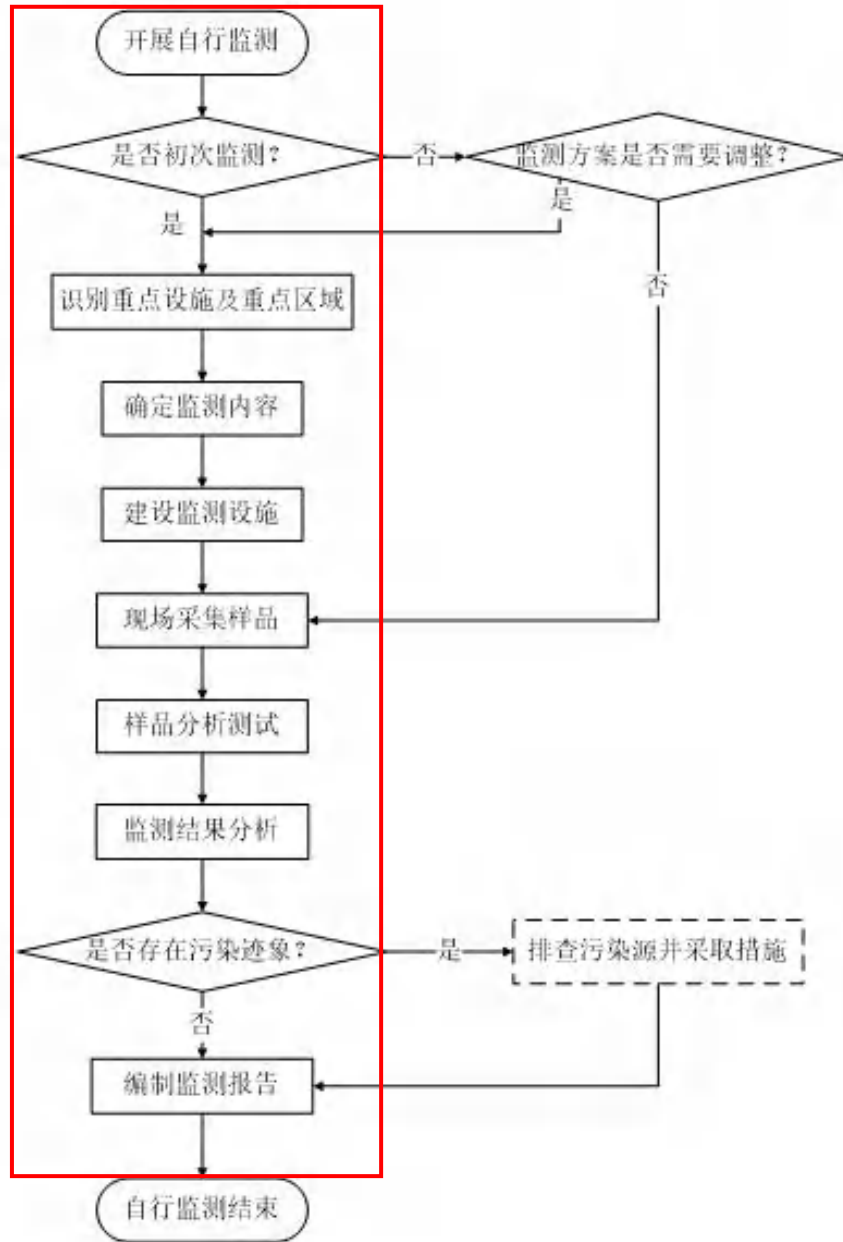 开展自行监测
是否初次监测？
否
监测方案是否需要调整？
是
是
否
识别重点设施及重点区域
确定监测内容
建设监测设施
现场采集样品
样品分析测试
监测结果分析
是否存在污染迹象？
是
排查污染源并采取措施
否
编制监测报告
自行监测结束